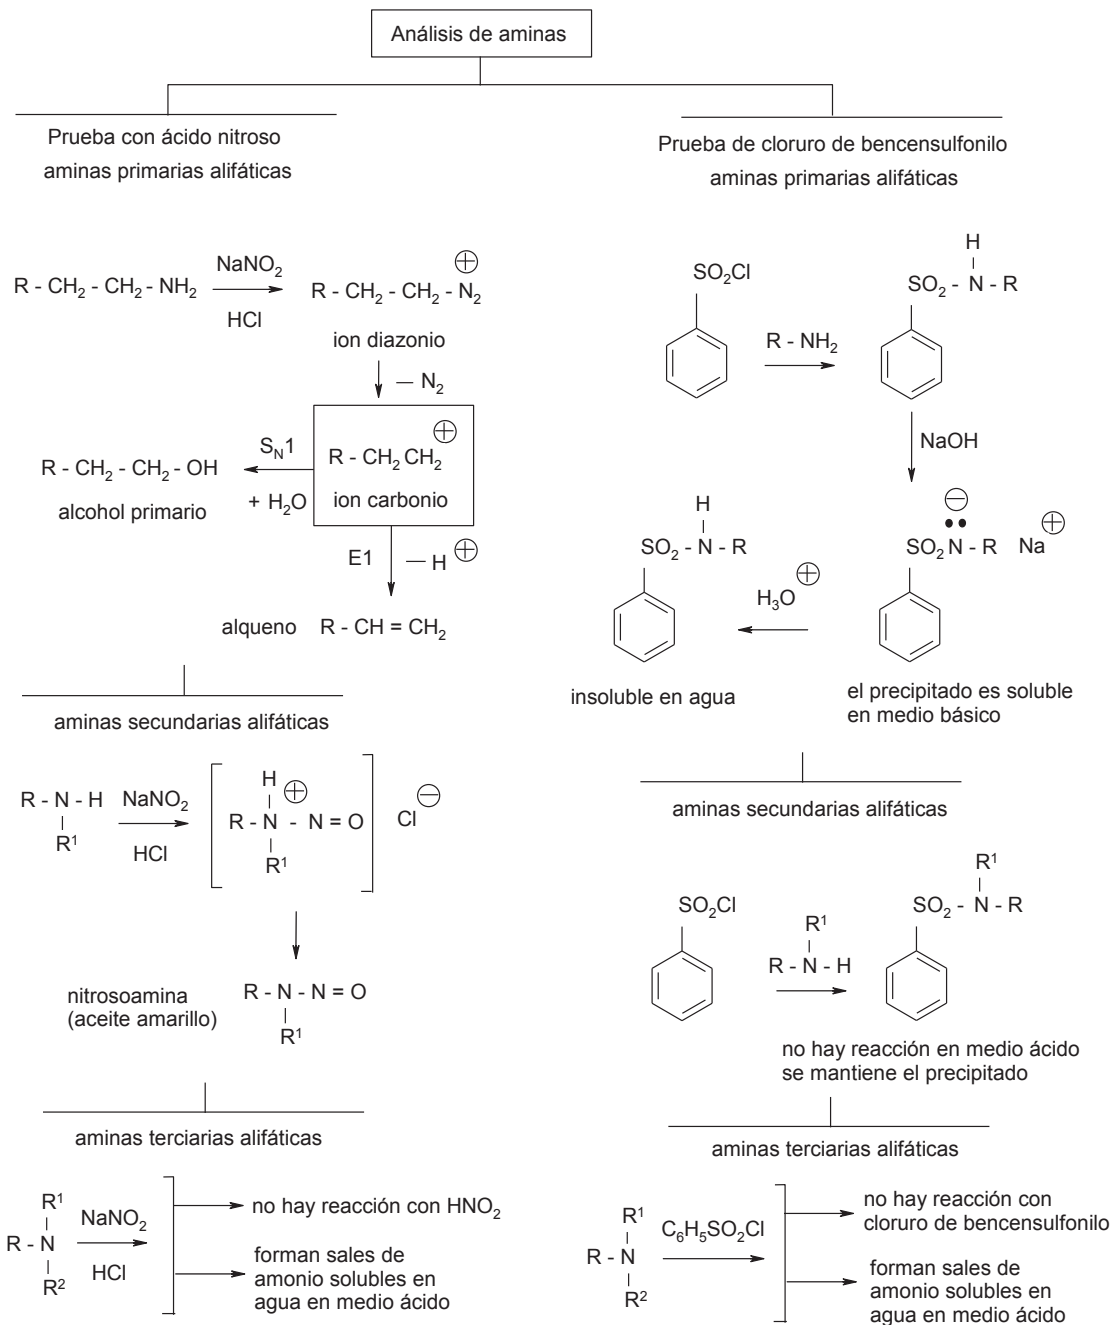 Análisis de aminas
Prueba con ácido nitroso
aminas primarias alifáticas
R - CH₂ - CH₂ - NH₂
NaNO₂
HCl
R - CH₂ - CH₂ - N₂ ⊕
ion diazonio
— N₂
R - CH₂ CH₂ ⊕
ion carbonio
S_N1
+ H₂O
R - CH₂ - CH₂ - OH
alcohol primario
E1
— H ⊕
alqueno R - CH = CH₂
aminas secundarias alifáticas
R - N - H
R¹
NaNO₂
HCl
H
⊕
R - N - N = O
R¹
Cl ⊖
nitrosoamina
(aceite amarillo)
R - N - N = O
R¹
aminas terciarias alifáticas
R¹
R - N
R²
NaNO₂
HCl
no hay reacción con HNO₂
forman sales de
amonio solubles en
agua en medio ácido
Prueba de cloruro de bencensulfonilo
aminas primarias alifáticas
SO₂Cl
R - NH₂
H
SO₂ - N - R
NaOH
⊖
••
SO₂ N - R Na ⊕
el precipitado es soluble
en medio básico
H₃O ⊕
H
SO₂ - N - R
insoluble en agua
aminas secundarias alifáticas
SO₂Cl
R¹
R - N - H
R¹
SO₂ - N - R
no hay reacción en medio ácido
se mantiene el precipitado
aminas terciarias alifáticas
R¹
R - N
R²
C₆H₅SO₂Cl
no hay reacción con
cloruro de bencensulfonilo
forman sales de
amonio solubles en
agua en medio ácido